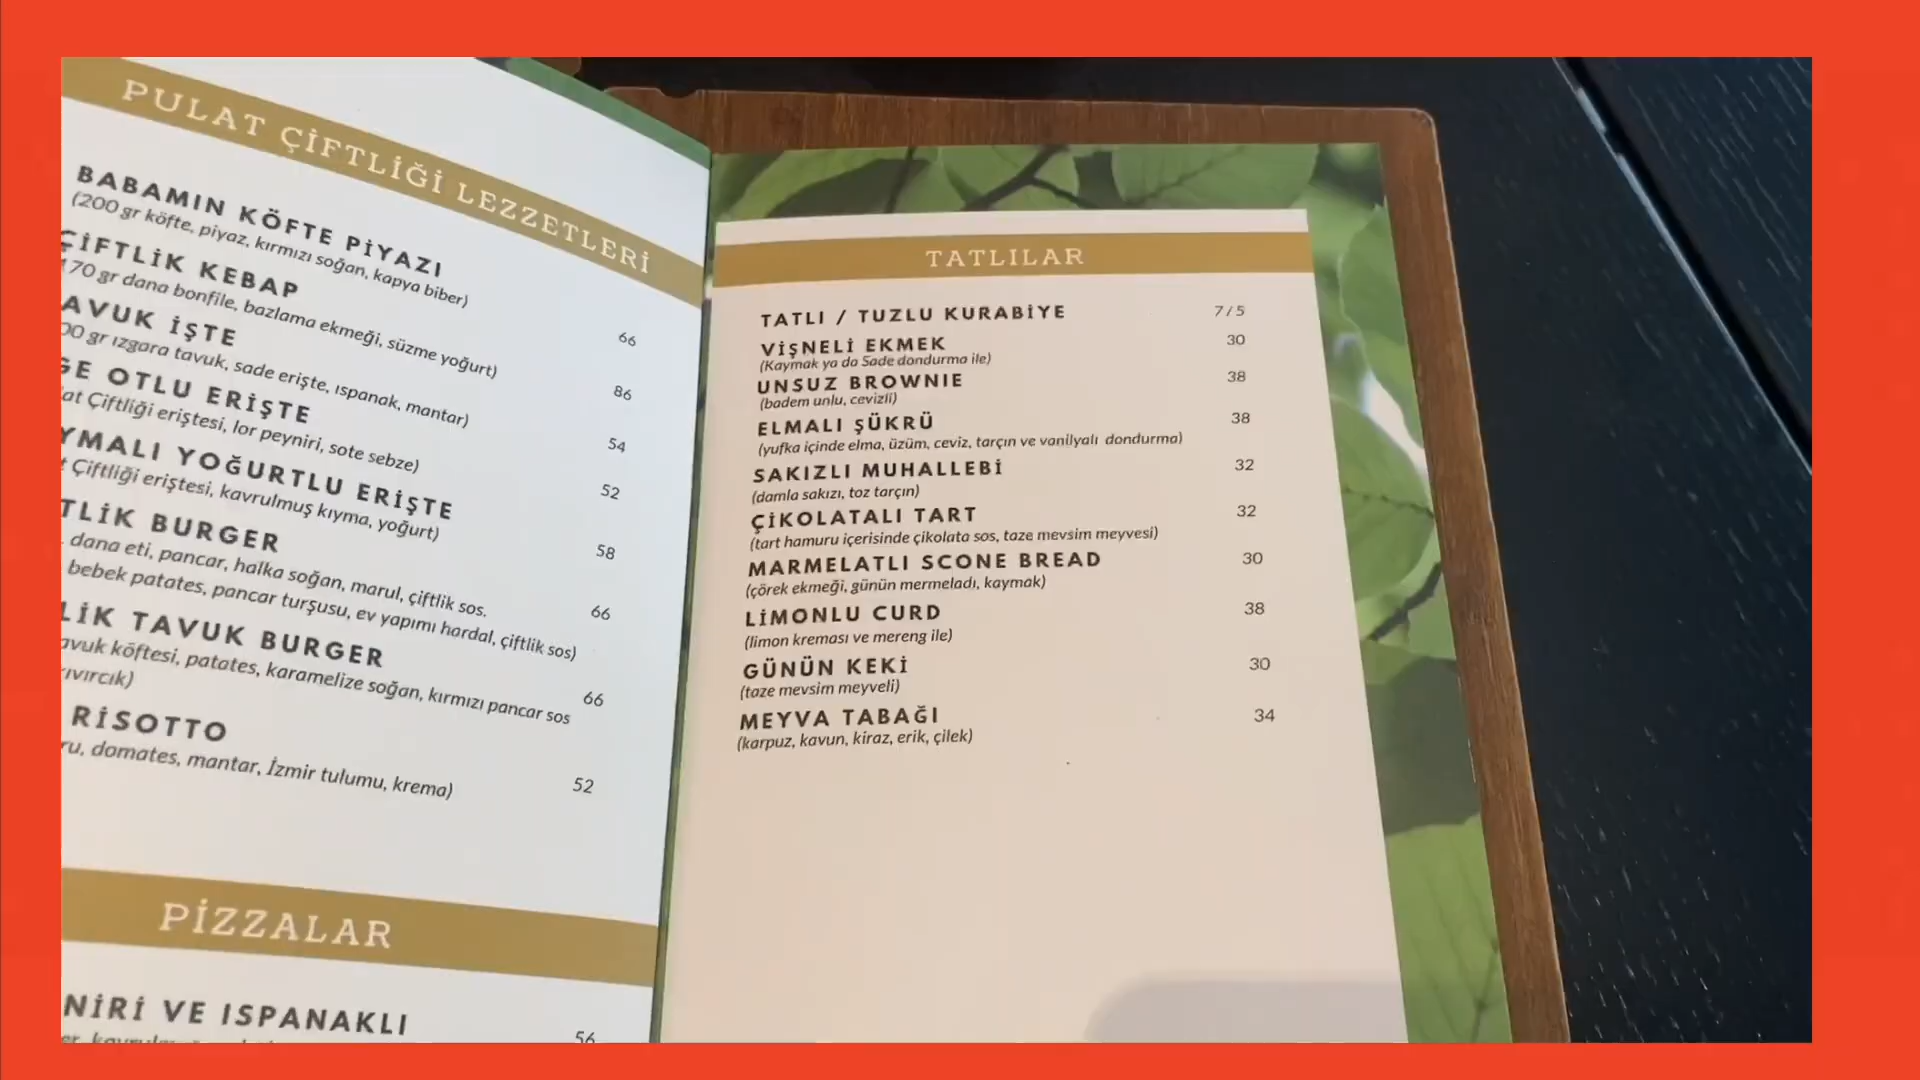 PULAT ÇİFTLİĞİ LEZZETLERİ
BABAMIN KÖFTE PİYAZI
(200 gr köfte, piyaz, kırmızı soğan, kapya biber)
66
ÇİFTLİK KEBAP
170 gr dana bonfile, bazlama ekmeği, süzme yoğurt)
86
AVUK İŞTE
00 gr ızgara tavuk, sade erişte, ıspanak, mantar)
54
GE OTLU ERİŞTE
lat Çiftliği eriştesi, lor peyniri, sote sebze)
52
YMALI YOĞURTLU ERİŞTE
t Çiftliği eriştesi, kavrulmuş kıyma, yoğurt)
58
TLİK BURGER
dana eti, pancar, halka soğan, marul, çiftlik sos.
bebek patates, pancar turşusu, ev yapımı hardal, çiftlik sos)
66
LİK TAVUK BURGER
avuk köftesi, patates, karamelize soğan, kırmızı pancar sos
kıvırcık)
66
RİSOTTO
ru, domates, mantar, İzmir tulumu, krema)
52
PİZZALAR
NİRİ VE ISPANAKLI
56
TATLILAR
TATLI / TUZLU KURABİYE 7/5
VİŞNELİ EKMEK 30
(Kaymak ya da Sade dondurma ile)
UNSUZ BROWNIE 38
(badem unlu, cevizli)
ELMALI ŞÜKRÜ 38
(yufka içinde elma, üzüm, ceviz, tarçın ve vanilyalı dondurma)
SAKIZLI MUHALLEBİ 32
(damla sakızı, toz tarçın)
ÇİKOLATALI TART 32
(tart hamuru içerisinde çikolata sos, taze mevsim meyvesi)
MARMELATLI SCONE BREAD 30
(çörek ekmeği, günün mermeladı, kaymak)
LİMONLU CURD 38
(limon kreması ve mereng ile)
GÜNÜN KEKİ 30
(taze mevsim meyveli)
MEYVA TABAĞI 34
(karpuz, kavun, kiraz, erik, çilek)